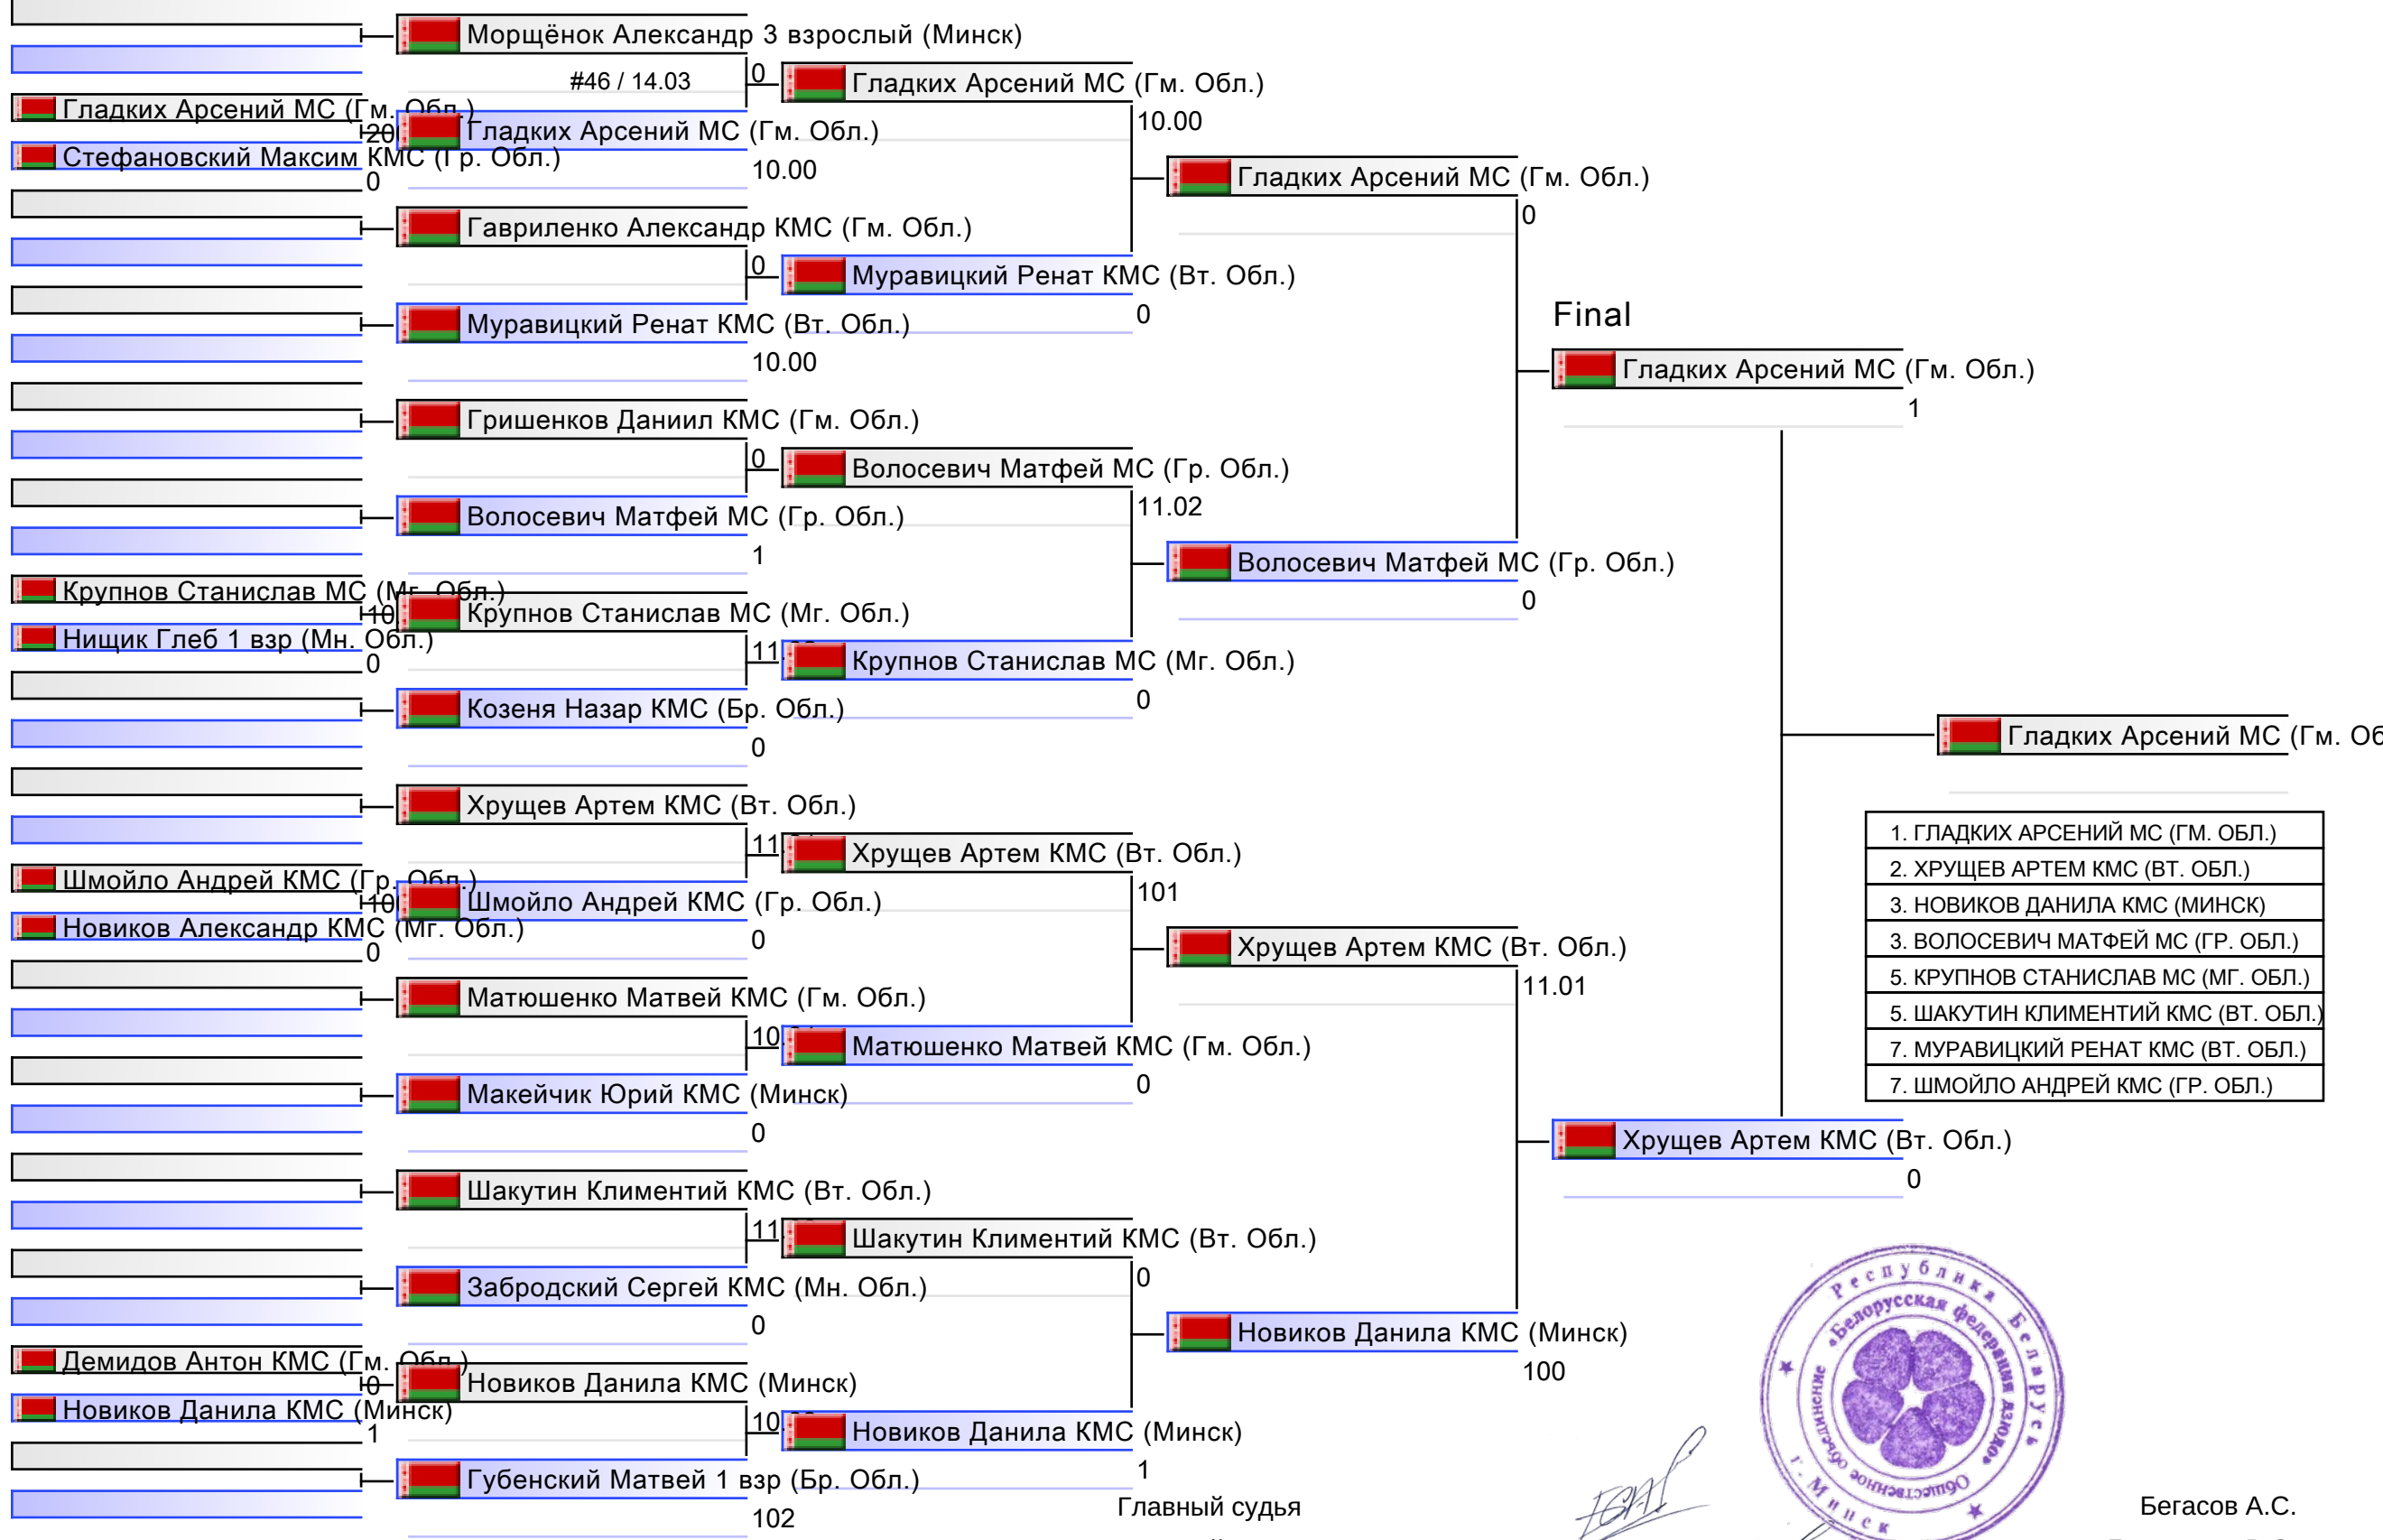 Гладких Арсений МС (Гм. Обл.)
Стефановский Максим КМС (Гр. Обл.)
0
Крупнов Станислав МС (Мг. Обл.)
Нищик Глеб 1 взр (Мн. Обл.)
0
Шмойло Андрей КМС (Гр. Обл.)
Новиков Александр КМС (Мг. Обл.)
0
Демидов Антон КМС (Гм. Обл.)
0
Новиков Данила КМС (Минск)
1
Морщёнок Александр 3 взрослый (Минск)
#46 / 14.03
0
Гладких Арсений МС (Гм. Обл.)
10.00
Гавриленко Александр КМС (Гм. Обл.)
0
Муравицкий Ренат КМС (Вт. Обл.)
10.00
Гришенков Даниил КМС (Гм. Обл.)
0
Волосевич Матфей МС (Гр. Обл.)
1
Крупнов Станислав МС (Мг. Обл.)
Козеня Назар КМС (Бр. Обл.)
0
Хрущев Артем КМС (Вт. Обл.)
Шмойло Андрей КМС (Гр. Обл.)
0
Матюшенко Матвей КМС (Гм. Обл.)
Макейчик Юрий КМС (Минск)
0
Шакутин Климентий КМС (Вт. Обл.)
Забродский Сергей КМС (Мн. Обл.)
0
Новиков Данила КМС (Минск)
Губенский Матвей 1 взр (Бр. Обл.)
102
Гладких Арсений МС (Гм. Обл.)
10.00
Муравицкий Ренат КМС (Вт. Обл.)
0
Волосевич Матфей МС (Гр. Обл.)
11.02
Крупнов Станислав МС (Мг. Обл.)
0
Хрущев Артем КМС (Вт. Обл.)
101
Матюшенко Матвей КМС (Гм. Обл.)
0
Шакутин Климентий КМС (Вт. Обл.)
0
Новиков Данила КМС (Минск)
1
Гладких Арсений МС (Гм. Обл.)
0
Волосевич Матфей МС (Гр. Обл.)
0
Хрущев Артем КМС (Вт. Обл.)
11.01
Новиков Данила КМС (Минск)
100
Final
Гладких Арсений МС (Гм. Обл.)
1
Хрущев Артем КМС (Вт. Обл.)
0
Гладких Арсений МС (Гм. Об
1. ГЛАДКИХ АРСЕНИЙ МС (ГМ. ОБЛ.)
2. ХРУЩЕВ АРТЕМ КМС (ВТ. ОБЛ.)
3. НОВИКОВ ДАНИЛА КМС (МИНСК)
3. ВОЛОСЕВИЧ МАТФЕЙ МС (ГР. ОБЛ.)
5. КРУПНОВ СТАНИСЛАВ МС (МГ. ОБЛ.)
5. ШАКУТИН КЛИМЕНТИЙ КМС (ВТ. ОБЛ.)
7. МУРАВИЦКИЙ РЕНАТ КМС (ВТ. ОБЛ.)
7. ШМОЙЛО АНДРЕЙ КМС (ГР. ОБЛ.)
Республика Беларусь
г. Минск
Общественное объединение
«Белорусская федерация дзюдо»
Главный судья
Бегасов А.С.